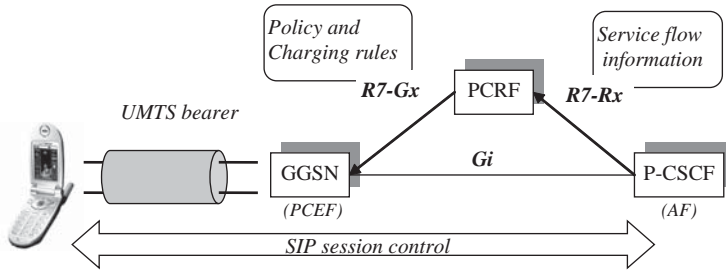 Policy and
Charging rules
Service flow
information
R7-Gx
PCRF
R7-Rx
UMTS bearer
GGSN
Gi
P-CSCF
(PCEF)
(AF)
SIP session control